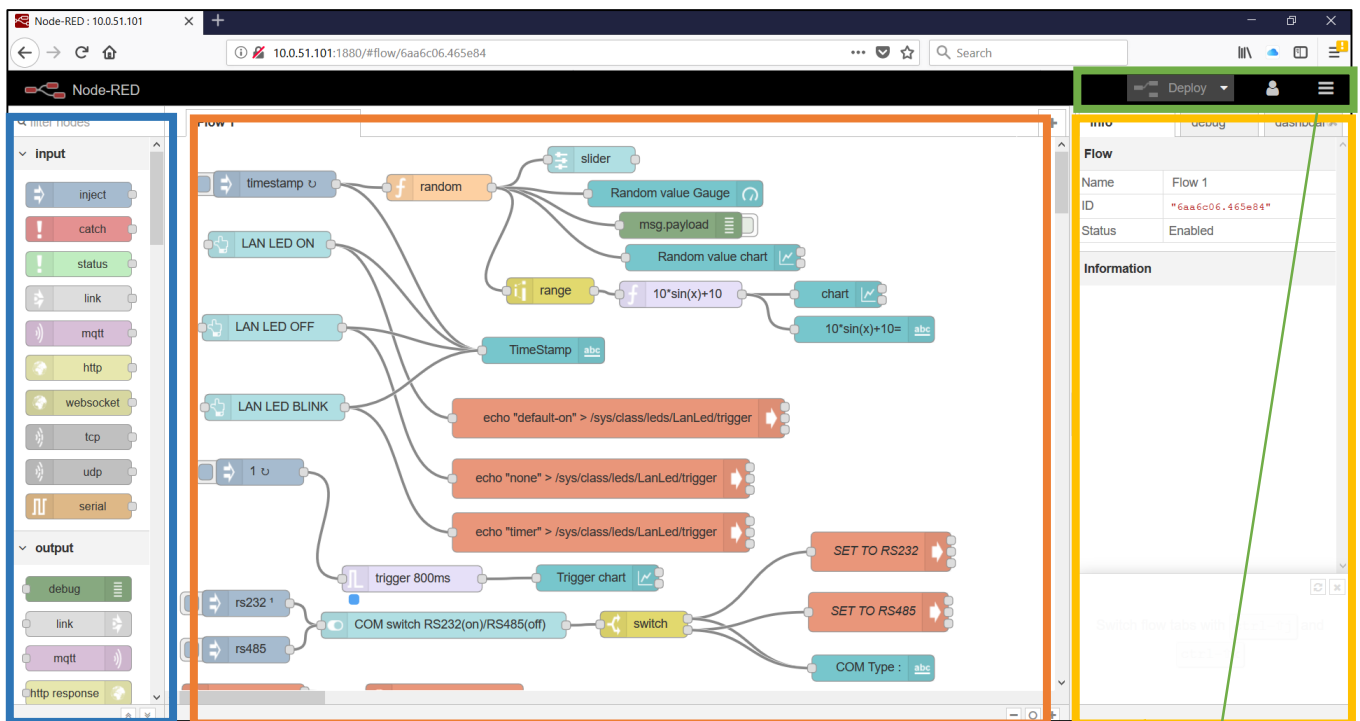 Node-RED : 10.0.51.101
10.0.51.101:1880/#flow/6aa6c06.465e84
Search
Node-RED
Deploy
filter nodes
Flow 1
info
debug
dashboar
input
inject
catch
status
link
mqtt
http
websocket
tcp
udp
serial
output
debug
link
mqtt
http response
timestamp ↻
random
slider
Random value Gauge
msg.payload
Random value chart
LAN LED ON
range
10*sin(x)+10
chart
10*sin(x)+10=
abc
LAN LED OFF
TimeStamp
abc
LAN LED BLINK
echo "default-on" > /sys/class/leds/LanLed/trigger
1 ↻
echo "none" > /sys/class/leds/LanLed/trigger
echo "timer" > /sys/class/leds/LanLed/trigger
trigger 800ms
Trigger chart
SET TO RS232
rs232 ¹
COM switch RS232(on)/RS485(off)
switch
SET TO RS485
rs485
COM Type :
abc
Flow
Name
Flow 1
ID
"6aa6c06.465e84"
Status
Enabled
Information